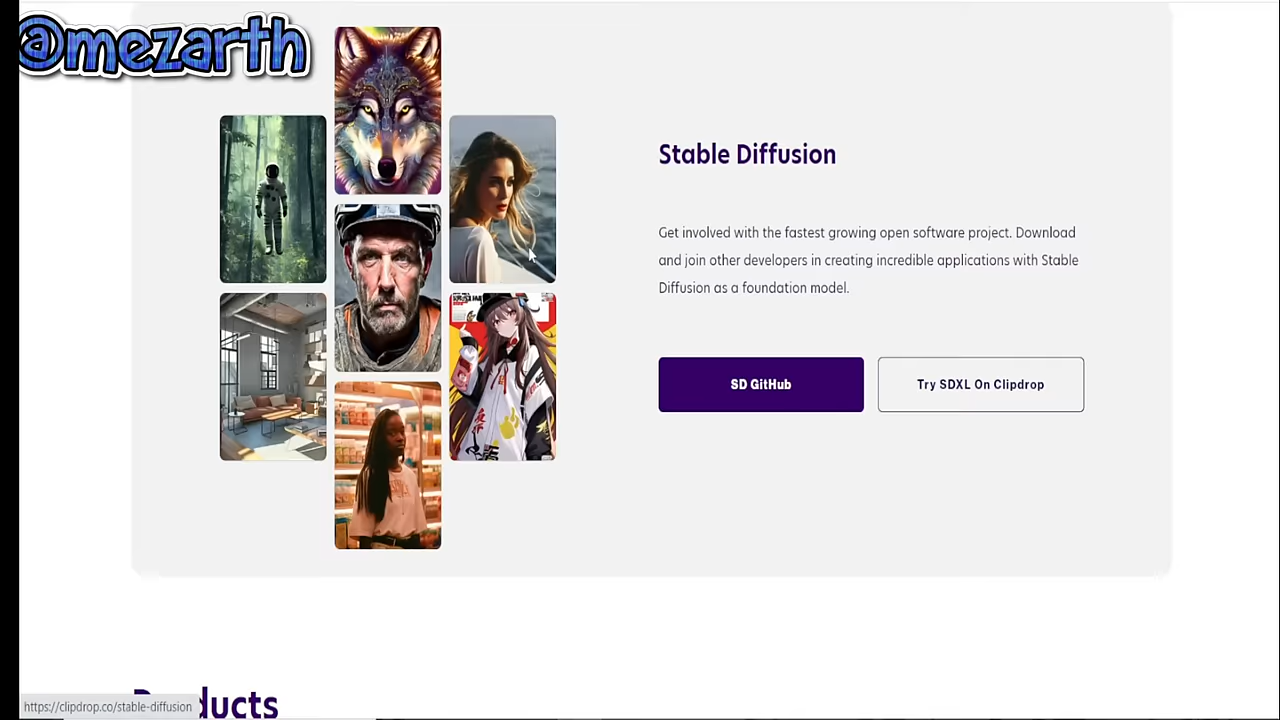 @mezarth
Stable Diffusion
Get involved with the fastest growing open software project. Download
and join other developers in creating incredible applications with Stable
Diffusion as a foundation model.
SD GitHub
Try SDXL On Clipdrop
Products
https://clipdrop.co/stable-diffusion